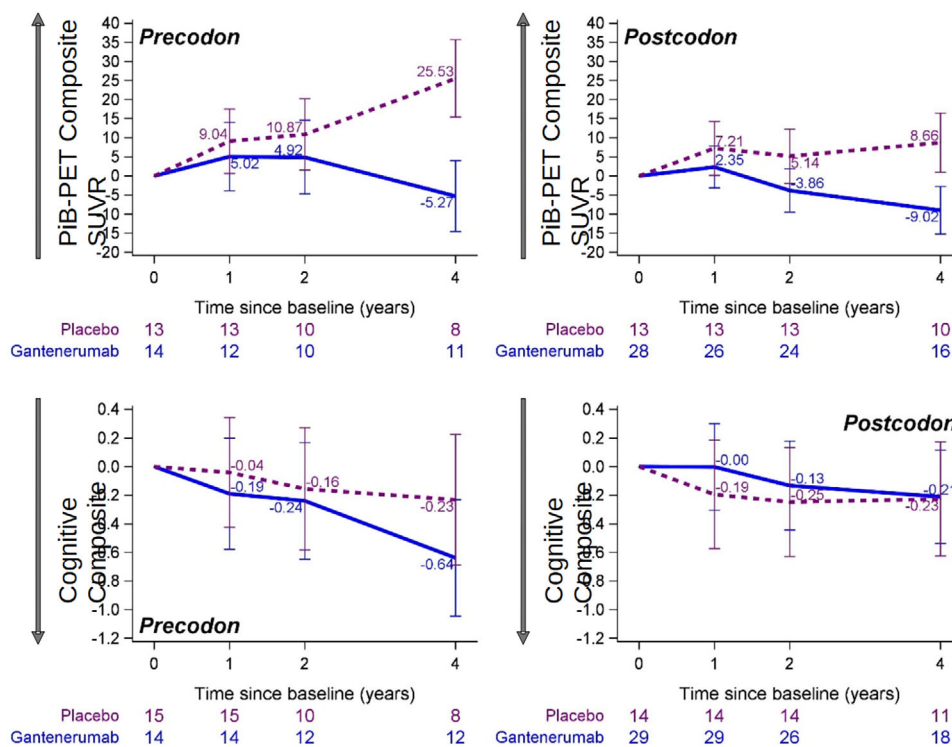 Precodon
PiB-PET Composite
SUVR
40
35
30
25
20
15
10
5
0
-5
-10
-15
-20
9.04
10.87
25.53
5.02
4.92
-5.27
0 1 2 4
Time since baseline (years)
Placebo 13 13 10 8
Gantenerumab 14 12 10 11
Postcodon
PiB-PET Composite
SUVR
40
35
30
25
20
15
10
5
0
-5
-10
-15
-20
7.21
5.14
8.66
2.35
-3.86
-9.02
0 1 2 4
Time since baseline (years)
Placebo 13 13 13 10
Gantenerumab 28 26 24 16
Cognitive
Composite
0.4
0.2
0.0
-0.2
-0.4
-0.6
-0.8
-1.0
-1.2
-0.04
-0.16
-0.23
-0.19
-0.24
-0.64
Precodon
0 1 2 4
Time since baseline (years)
Placebo 15 15 10 8
Gantenerumab 14 14 12 12
Postcodon
Cognitive
Composite
0.4
0.2
0.0
-0.2
-0.4
-0.6
-0.8
-1.0
-1.2
-0.00
-0.13
-0.21
-0.19
-0.25
-0.23
0 1 2 4
Time since baseline (years)
Placebo 14 14 14 11
Gantenerumab 29 29 26 18